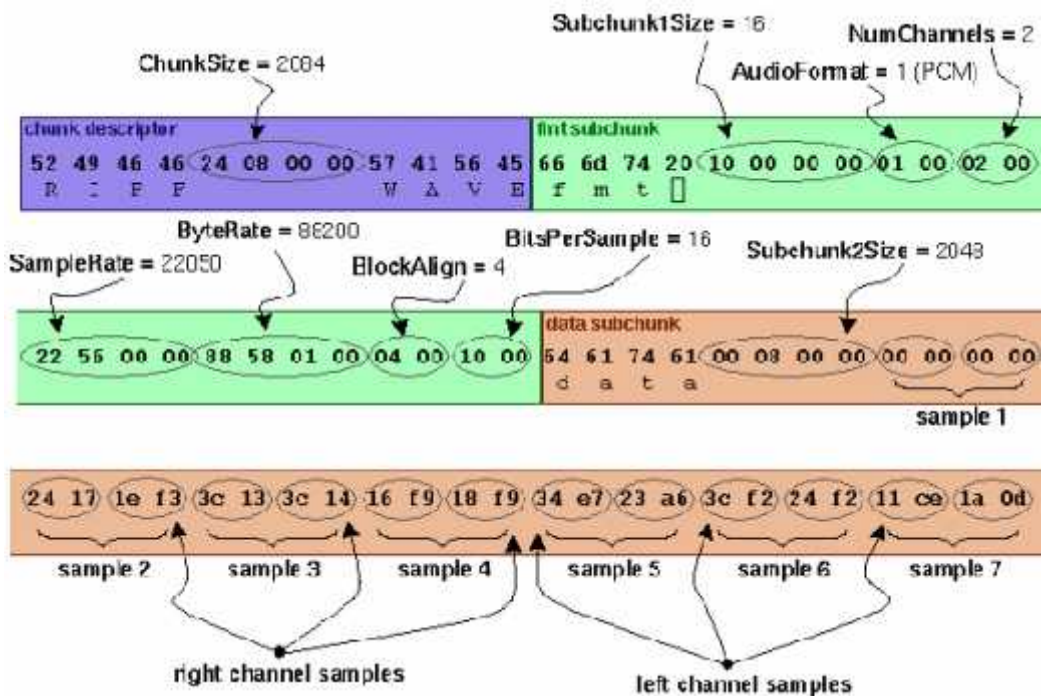 Subchunk1Size = 16
NumChannels = 2
ChunkSize = 2084
AudioFormat = 1 (PCM)
chunk descriptor
fmt subchunk
52 49 46 46 24 08 00 00 57 41 56 45 66 6d 74 20 10 00 00 00 01 00 02 00
R I F F W A V E f m t
ByteRate = 88200
BitsPerSample = 16
SampleRate = 22050
BlockAlign = 4
Subchunk2Size = 2048
data subchunk
22 56 00 00 88 58 01 00 04 00 10 00 64 61 74 61 00 08 00 00 00 00 00 00
d a t a
sample 1
24 17 1e f3 3c 13 3c 14 16 f9 18 f9 34 e7 23 a6 3c f2 24 f2 11 ce 1a 0d
sample 2 sample 3 sample 4 sample 5 sample 6 sample 7
right channel samples
left channel samples